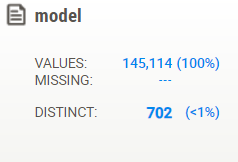 model
VALUES: 145,114 (100%)
MISSING: ---
DISTINCT: 702 (<1%)